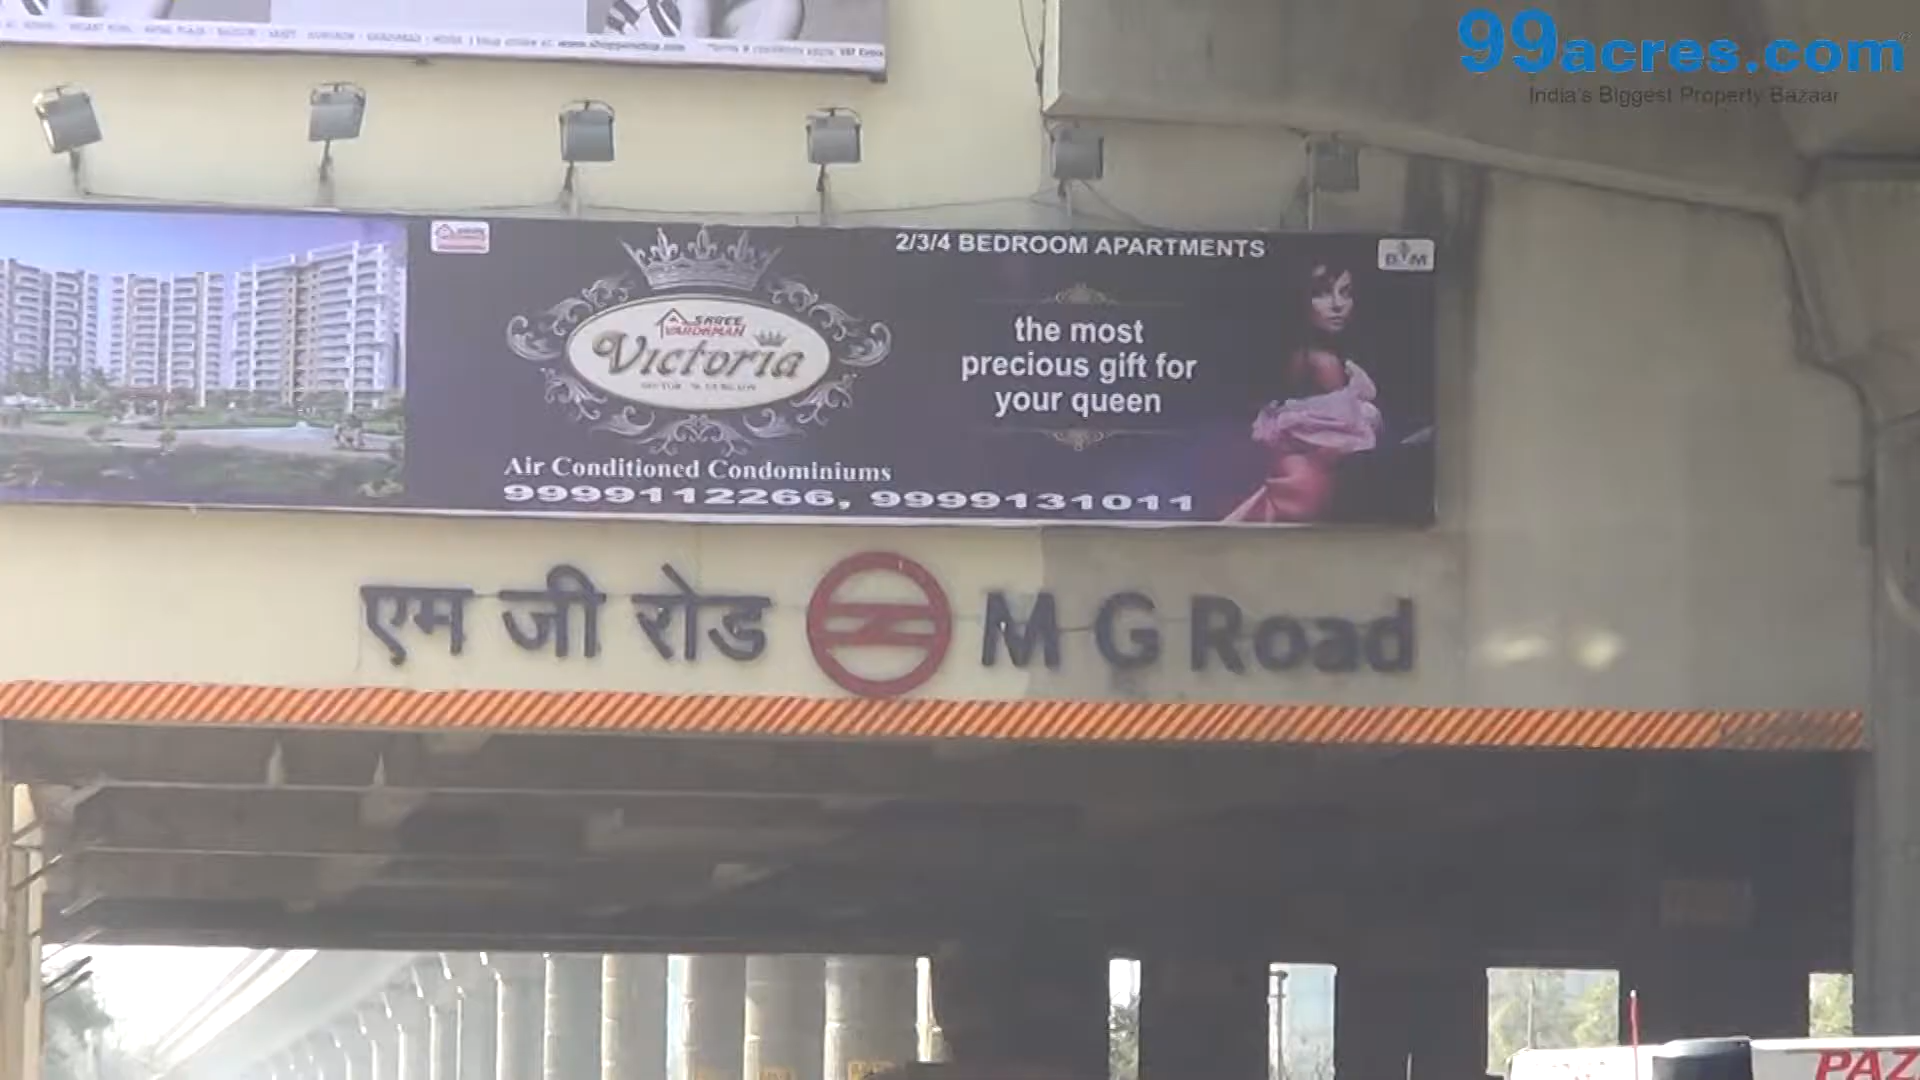 99acres.com
India's Biggest Property Bazaar
2/3/4 BEDROOM APARTMENTS
SHREE
VARDHMAN
Victoria
the most
precious gift for
your queen
Air Conditioned Condominiums
9999112266, 9999131011
एम जी रोड M G Road
PAZ